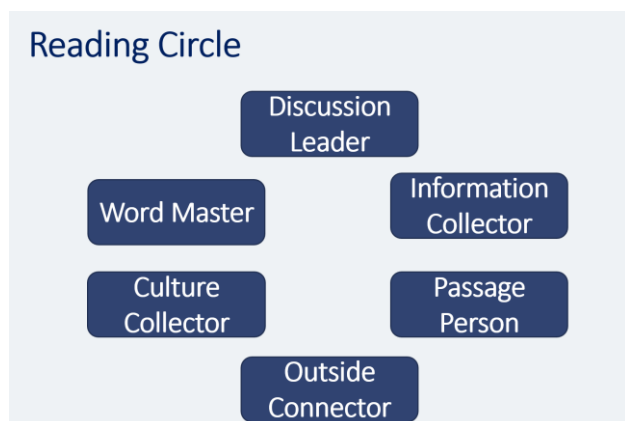 Reading Circle
Discussion
Leader
Word Master
Information
Collector
Culture
Collector
Passage
Person
Outside
Connector